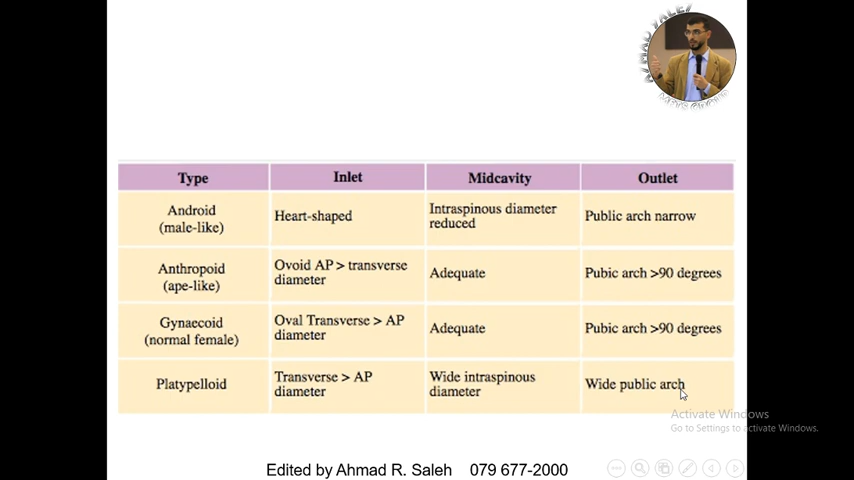 Type Inlet Midcavity Outlet
Android Heart-shaped Intraspinous diameter Public arch narrow
(male-like) reduced
Anthropoid Ovoid AP > transverse Adequate Pubic arch >90 degrees
(ape-like) diameter
Gynaecoid Oval Transverse > AP Adequate Pubic arch >90 degrees
(normal female) diameter
Platypelloid Transverse > AP Wide intraspinous Wide public arch
diameter diameter
Activate Windows
Go to Settings to activate Windows.
Edited by Ahmad R. Saleh 079 677-2000